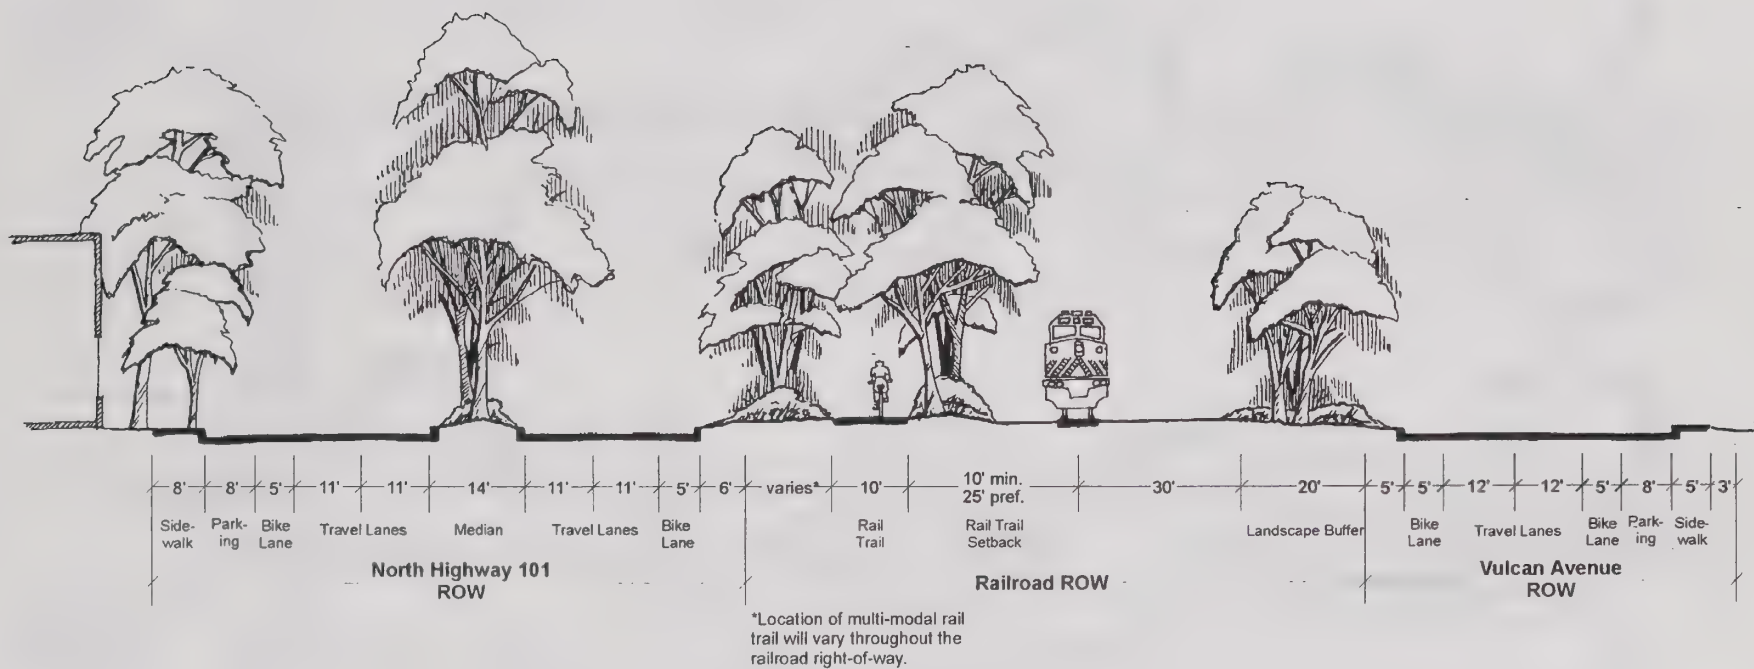 10' min.
8' 8' 5' 11' 11' 14' 11' 11' 5' 6' varies* 10' 25' pref. 30' 20' 5' 5' 12' 12' 5' 8' 5' 3'
Side-walk
Park-ing
Bike
Lane
Travel Lanes
Median
Travel Lanes
Bike
Lane
Rail
Trail
Rail Trail
Setback
Landscape Buffer
Bike
Lane
Travel Lanes
Bike
Lane
Park-
ing
Side-
walk
North Highway 101
ROW
Railroad ROW
Vulcan Avenue
ROW
*Location of multi-modal rail
trail will vary throughout the
railroad right-of-way.